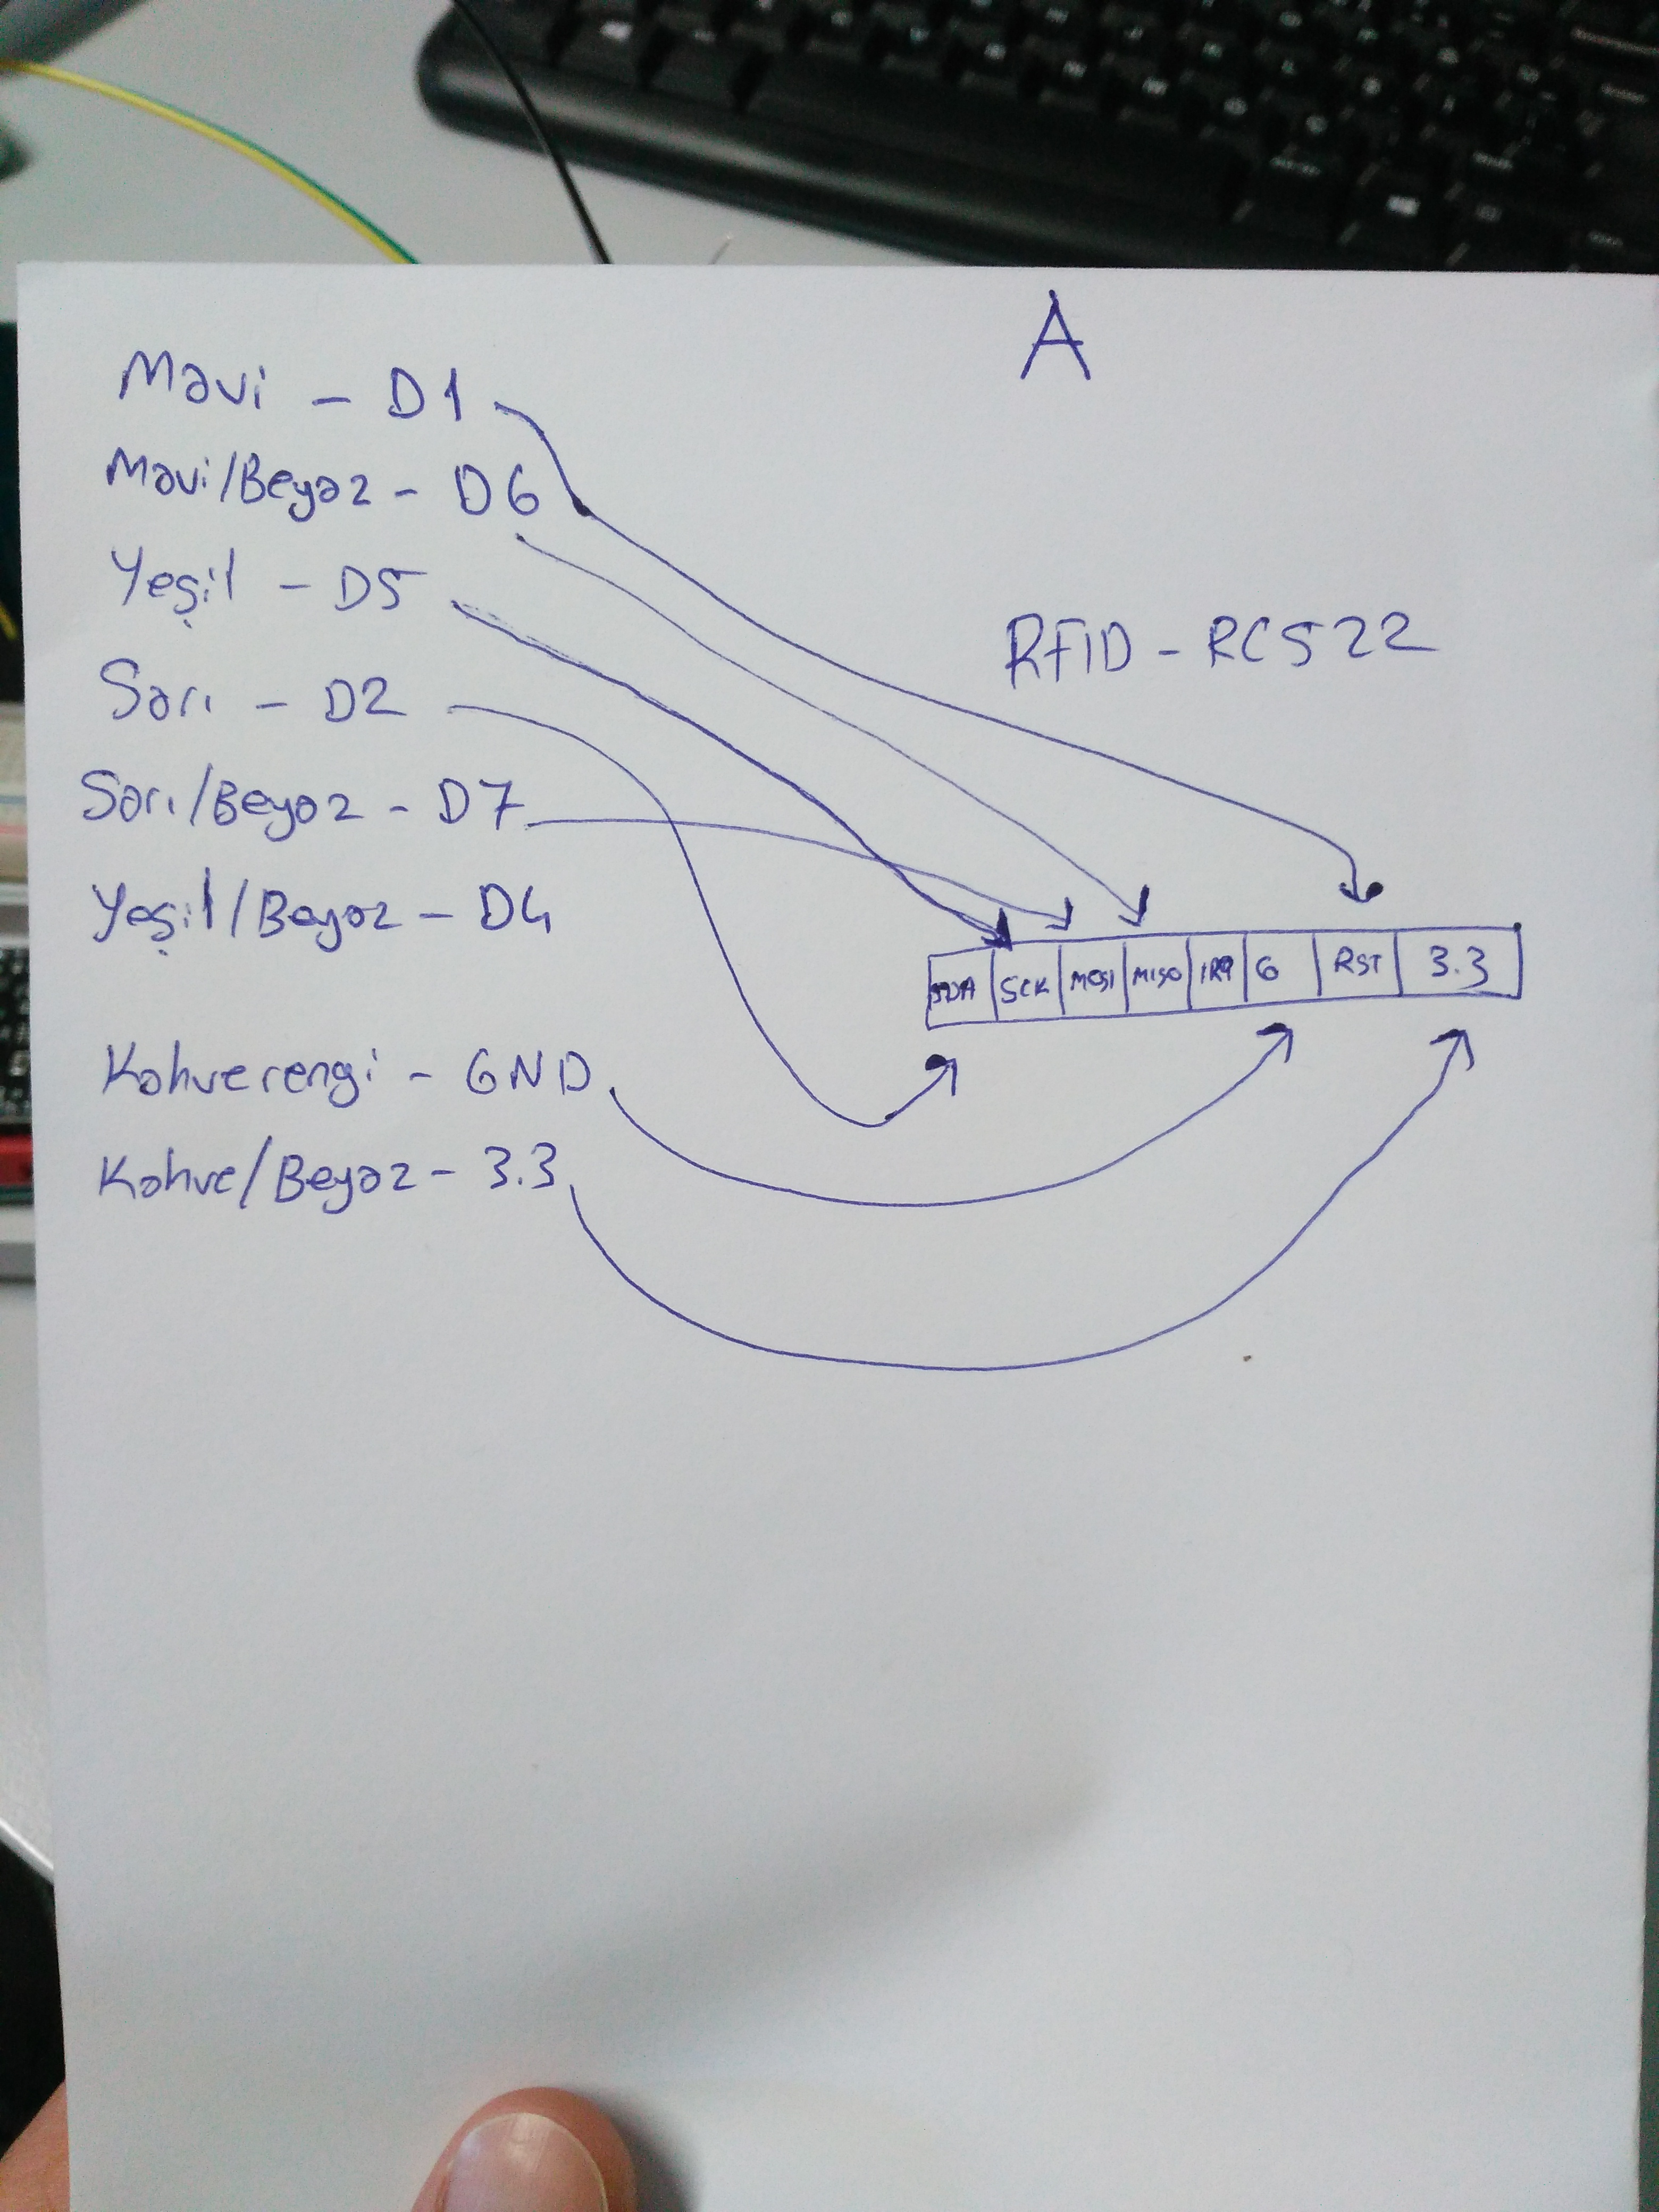 A
Mavi - D1
Mavi/Beyaz - D6
Yeşil - D5
RFID - RC522
Sarı - D2
Sarı/Beyaz - D7
Yeşil/Beyaz - D4
SDA SCK MOSI MISO IRQ G RST 3.3
Kahverengi - GND
Kahve/Beyaz - 3.3